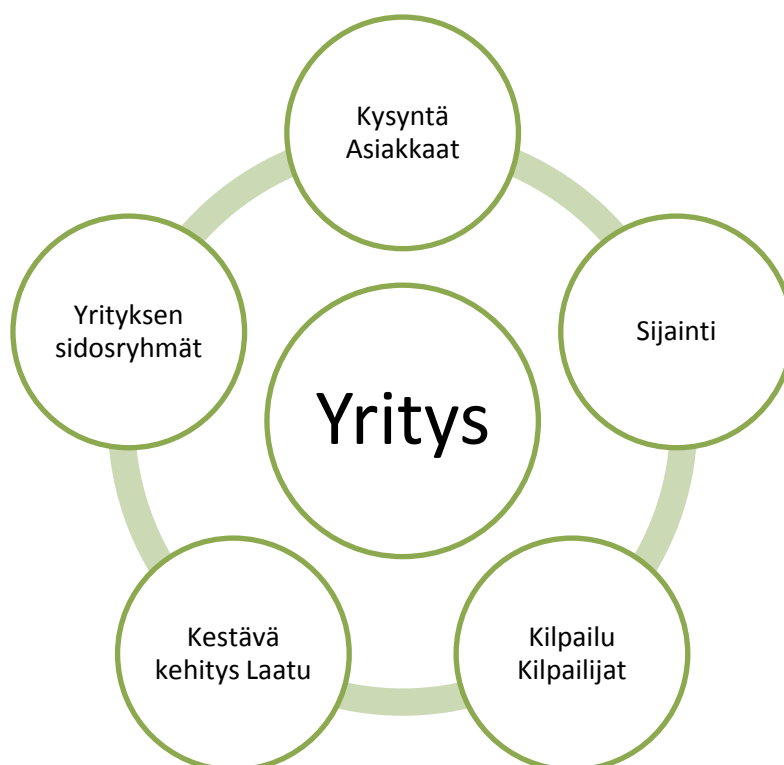 Kysyntä
Asiakkaat
Yrityksen
sidosryhmät
Sijainti
Yritys
Kestävä
kehitys Laatu
Kilpailu
Kilpailijat